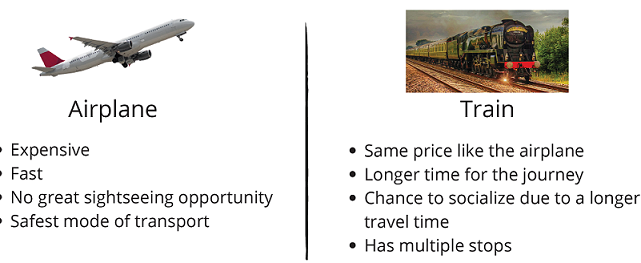 Airplane
• Expensive
• Fast
• No great sightseeing opportunity
• Safest mode of transport
Train
• Same price like the airplane
• Longer time for the journey
• Chance to socialize due to a longer
travel time
• Has multiple stops